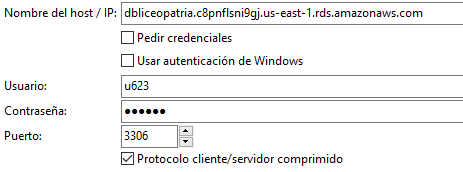 Nombre del host / IP: dbliceopatria.c8pnflsni9gj.us-east-1.rds.amazonaws.com
Pedir credenciales
Usar autenticación de Windows
Usuario: u623
Contraseña: ●●●●●●
Puerto: 3306
Protocolo cliente/servidor comprimido